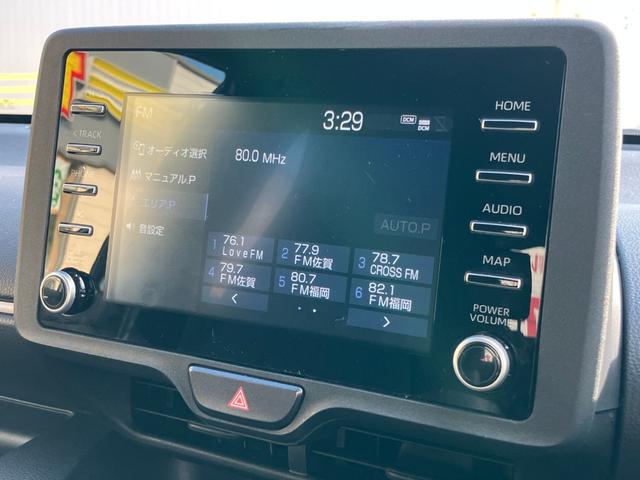 FM
3:29
DCM
DCM
オーディオ選択
80.0 MHz
マニュアル.P
エリア.P
音設定
AUTO.P
1 76.1 LoveFM
2 77.9 FM佐賀
3 78.7 CROSS FM
4 79.7 FM佐賀
5 80.7 FM福岡
6 82.1 FM福岡
<
>
TRACK
HOME
MENU
AUDIO
MAP
POWER
VOLUME